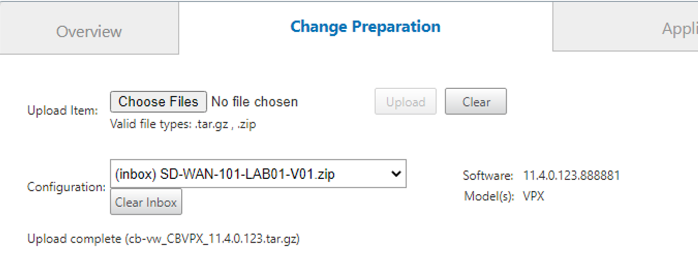 Overview
Change Preparation
Appli
Upload Item: Choose Files No file chosen Upload Clear
Valid file types: .tar.gz , .zip
Configuration: (inbox) SD-WAN-101-LAB01-V01.zip Software: 11.4.0.123.888881
Clear Inbox Model(s): VPX
Upload complete (cb-vw_CBVPX_11.4.0.123.tar.gz)